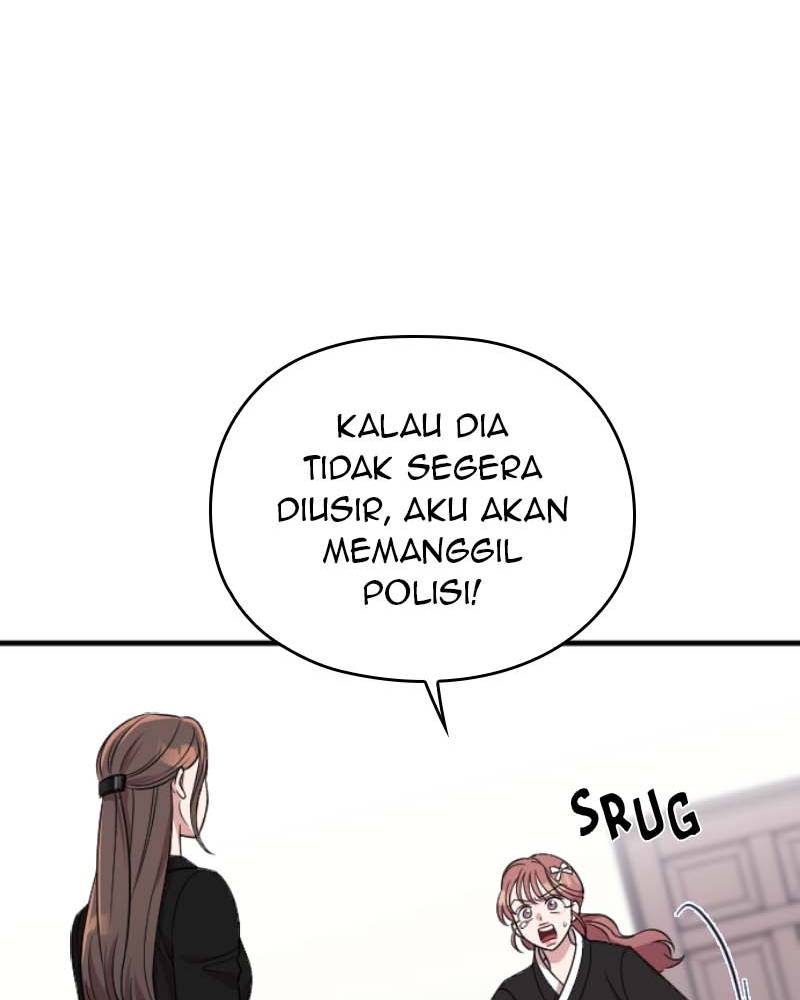 KALAU DIA
TIDAK SEGERA
DIUSIR, AKU AKAN
MEMANGGIL
POLISI!
SRUG